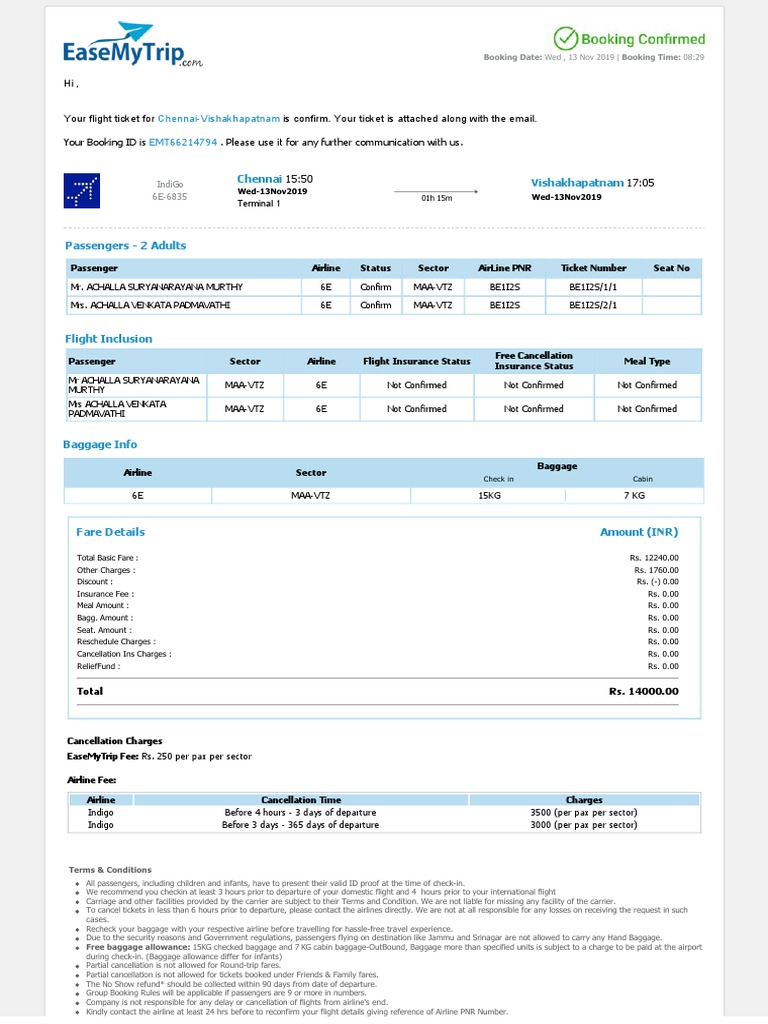 EaseMyTrip.com
Booking Confirmed
Booking Date: Wed , 13 Nov 2019 | Booking Time: 08:29
Hi ,
Your flight ticket for Chennai-Vishakhapatnam is confirm. Your ticket is attached along with the email.
Your Booking ID is EMT66214794 . Please use it for any further communication with us.
IndiGo
6E-6835
Chennai 15:50
Wed-13Nov2019
Terminal 1
01h 15m
Vishakhapatnam 17:05
Wed-13Nov2019
Passengers - 2 Adults
Passenger Airline Status Sector AirLine PNR Ticket Number Seat No
Mr. ACHALLA SURYANARAYANA MURTHY 6E Confirm MAA-VTZ BE1I2S BE1I2S/1/1
Mrs. ACHALLA VENKATA PADMAVATHI 6E Confirm MAA-VTZ BE1I2S BE1I2S/2/1
Flight Inclusion
Passenger Sector Airline Flight Insurance Status Free Cancellation Insurance Status Meal Type
Mr ACHALLA SURYANARAYANA MURTHY MAA-VTZ 6E Not Confirmed Not Confirmed Not Confirmed
Mrs ACHALLA VENKATA PADMAVATHI MAA-VTZ 6E Not Confirmed Not Confirmed Not Confirmed
Baggage Info
Airline Sector Baggage
Check in Cabin
6E MAA-VTZ 15KG 7 KG
Fare Details Amount (INR)
Total Basic Fare : Rs. 12240.00
Other Charges : Rs. 1760.00
Discount : Rs. (-) 0.00
Insurance Fee : Rs. 0.00
Meal Amount : Rs. 0.00
Bagg. Amount : Rs. 0.00
Seat. Amount : Rs. 0.00
Reschedule Charges : Rs. 0.00
Cancellation Ins Charges : Rs. 0.00
ReliefFund : Rs. 0.00
Total Rs. 14000.00
Cancellation Charges
EaseMyTrip Fee: Rs. 250 per pax per sector
Airline Fee:
Airline Cancellation Time Charges
Indigo Before 4 hours - 3 days of departure 3500 (per pax per sector)
Indigo Before 3 days - 365 days of departure 3000 (per pax per sector)
Terms & Conditions
All passengers, including children and infants, have to present their valid ID proof at the time of check-in.
We recommend you checkin at least 3 hours prior to departure of your domestic flight and 4 hours prior to your international flight
Carriage and other facilities provided by the carrier are subject to their Terms and Condition. We are not liable for missing any facility of the carrier.
To cancel tickets in less than 6 hours prior to departure, please contact the airlines directly. We are not at all responsible for any losses on receiving the request in such
cases.
Recheck your baggage with your respective airline before travelling for hassle-free travel experience.
Due to the security reasons and Government regulations, passengers flying on destination like Jammu and Srinagar are not allowed to carry any Hand Baggage.
Free baggage allowance: 15KG checked baggage and 7 KG cabin baggage-OutBound, Baggage more than specified units is subject to a charge to be paid at the airport
during check-in. (Baggage allowance differ for infants)
Partial cancellation is not allowed for Round-trip fares.
Partial cancellation is not allowed for tickets booked under Friends & Family fares.
The No Show refund* should be collected within 90 days from date of departure.
Group Booking Rules will be applicable if passengers are 9 or more in numbers.
Company is not responsible for any delay or cancellation of flights from airline's end.
Kindly contact the airline at least 24 hrs before to reconfirm your flight details giving reference of Airline PNR Number.